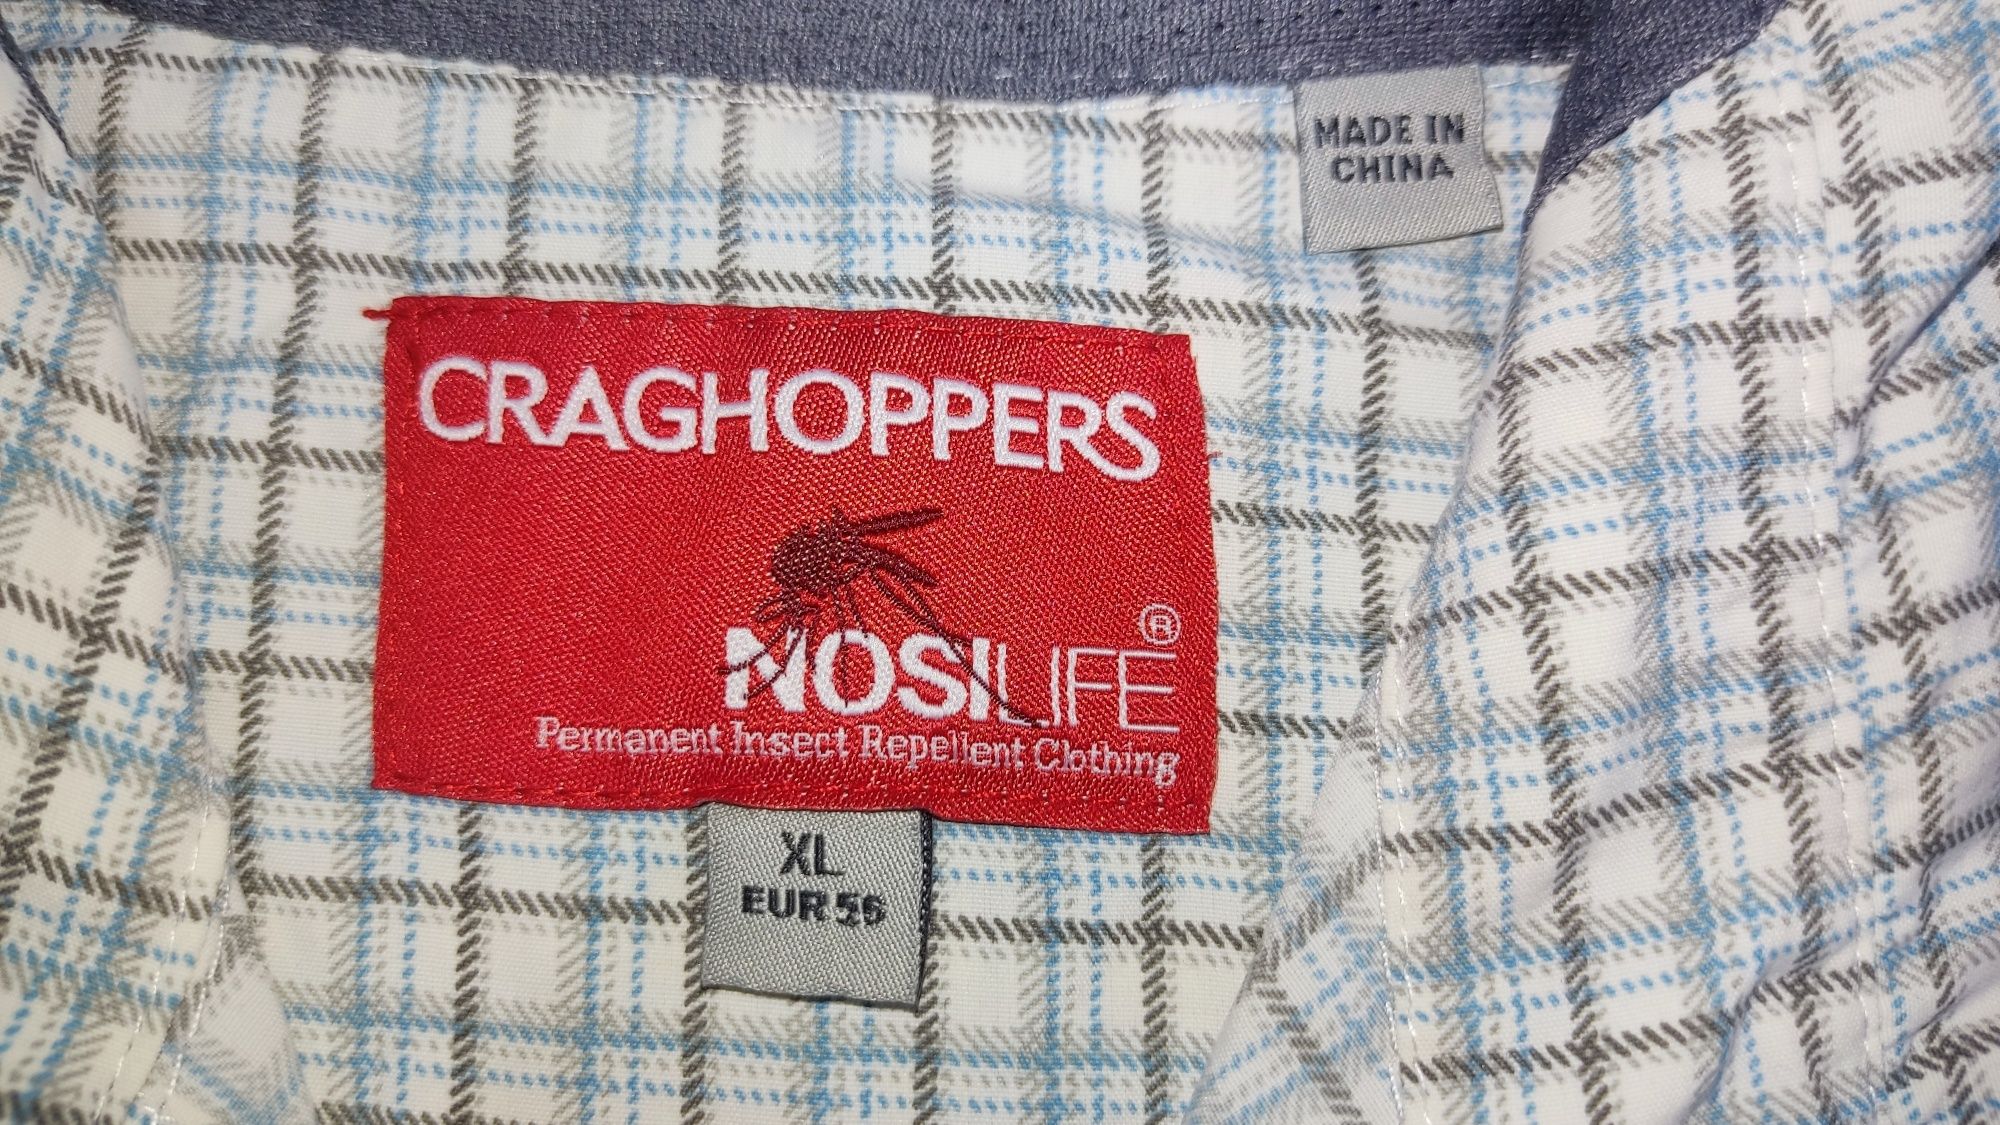 MADE IN
CHINA
CRAGHOPPERS
NOSILIFE®
Permanent Insect Repellent Clothing
XL
EUR 56